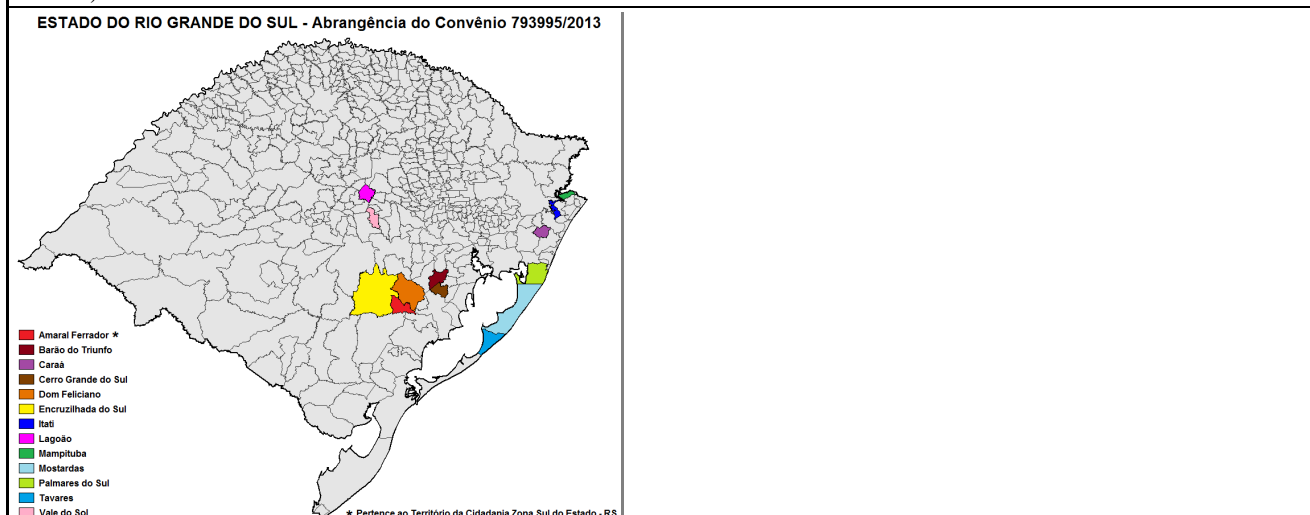 ESTADO DO RIO GRANDE DO SUL - Abrangência do Convênio 793995/2013
Amaral Ferrador *
Barão do Triunfo
Caraá
Cerro Grande do Sul
Dom Feliciano
Encruzilhada do Sul
Itati
Lagoão
Mampituba
Mostardas
Palmares do Sul
Tavares
Vale do Sol
* Pertence ao Território da Cidadania Zona Sul do Estado - RS